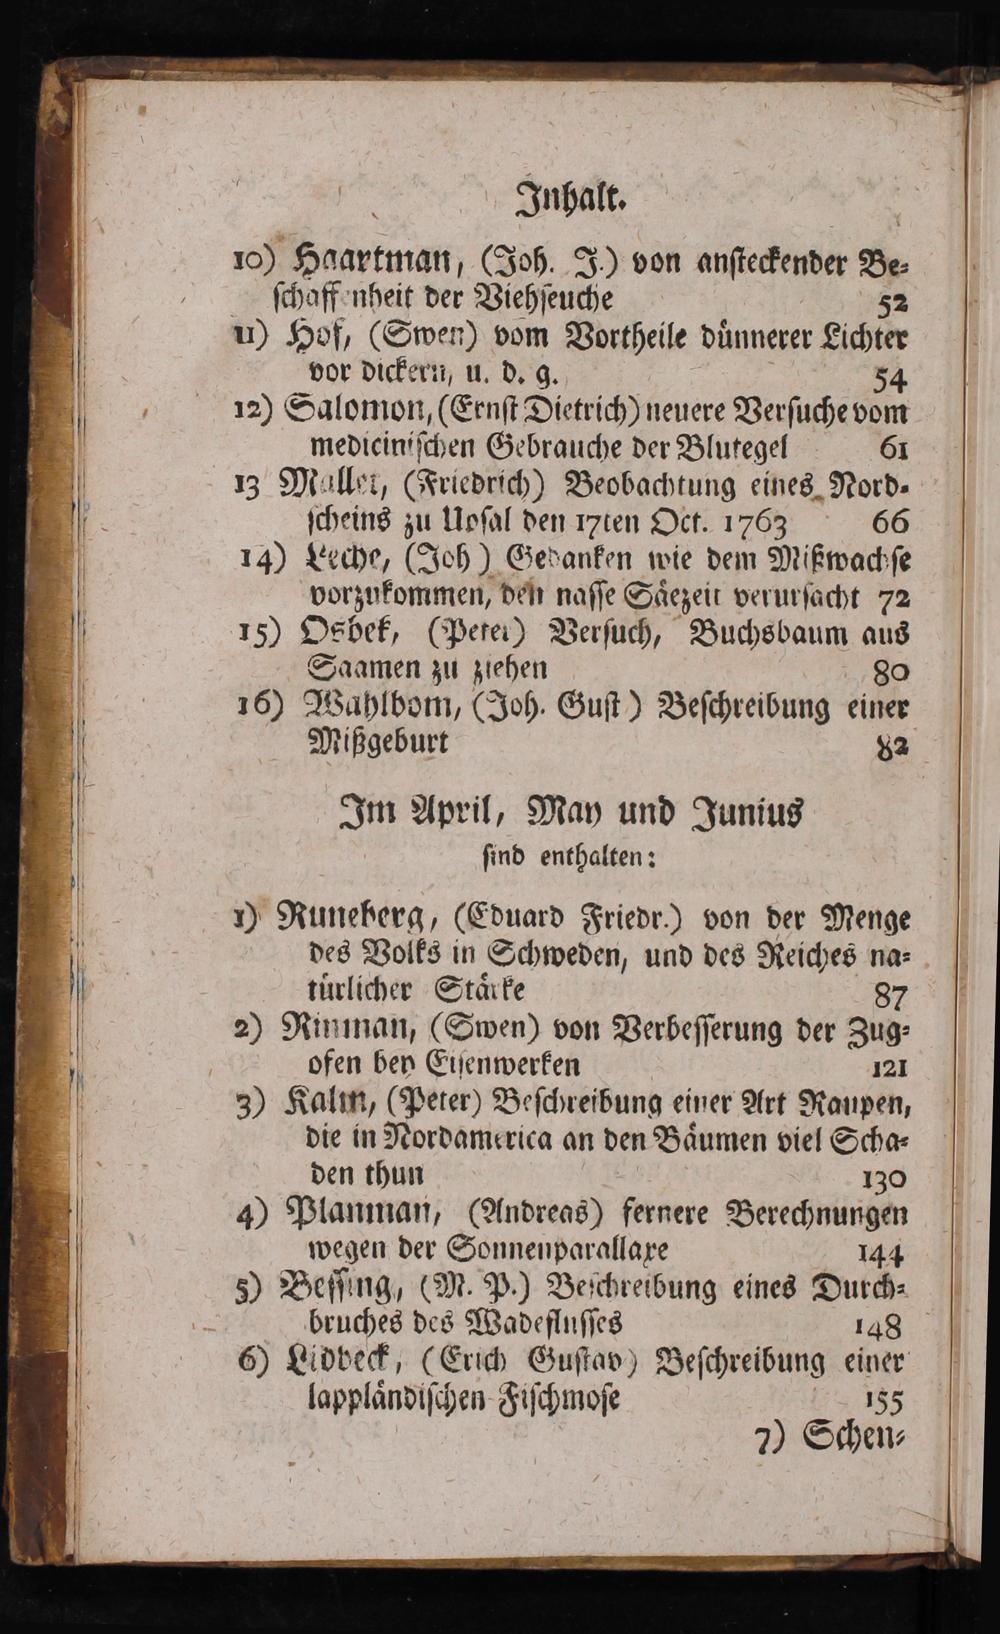 Inhalt.
10) Haartman, (Joh. J.) von ansteckender Be-
schaffenheit der Viehseuche 52
11) Hof, (Swen) vom Vortheile dünnerer Lichter
vor dickern, u. d. g. 54
12) Salomon, (Ernst Dietrich) neuere Versuche vom
medicinischen Gebrauche der Blutegel 61
13 Mallet, (Friedrich) Beobachtung eines Nord-
scheins zu Upsal den 17ten Oct. 1763 66
14) Leche, (Joh) Gedanken wie dem Mißwachse
vorzukommen, den nasse Säezeit verursacht 72
15) Osbek, (Peter) Versuch, Buchsbaum aus
Saamen zu ziehen 80
16) Wahlbom, (Joh. Gust) Beschreibung einer
Mißgeburt 82
Im April, May und Junius
sind enthalten:
1) Runeberg, (Eduard Friedr.) von der Menge
des Volks in Schweden, und des Reiches na-
türlicher Stärke 87
2) Rinman, (Swen) von Verbesserung der Zug-
ofen bey Eisenwerken 121
3) Kalm, (Peter) Beschreibung einer Art Raupen,
die in Nordamerica an den Bäumen viel Scha-
den thun 130
4) Planman, (Andreas) fernere Berechnungen
wegen der Sonnenparallaxe 144
5) Bessing, (M. P.) Beschreibung eines Durch-
bruches des Wadeflusses 148
6) Lidbeck, (Erich Gustav) Beschreibung einer
lappländischen Fischmose 155
7) Schen-